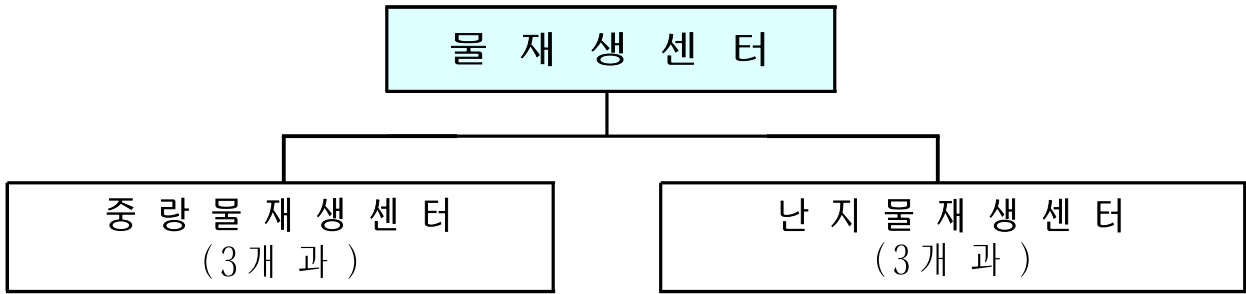 물 재 생 센 터
중 랑 물 재 생 센 터
(3개 과)
난 지 물 재 생 센 터
(3개 과)